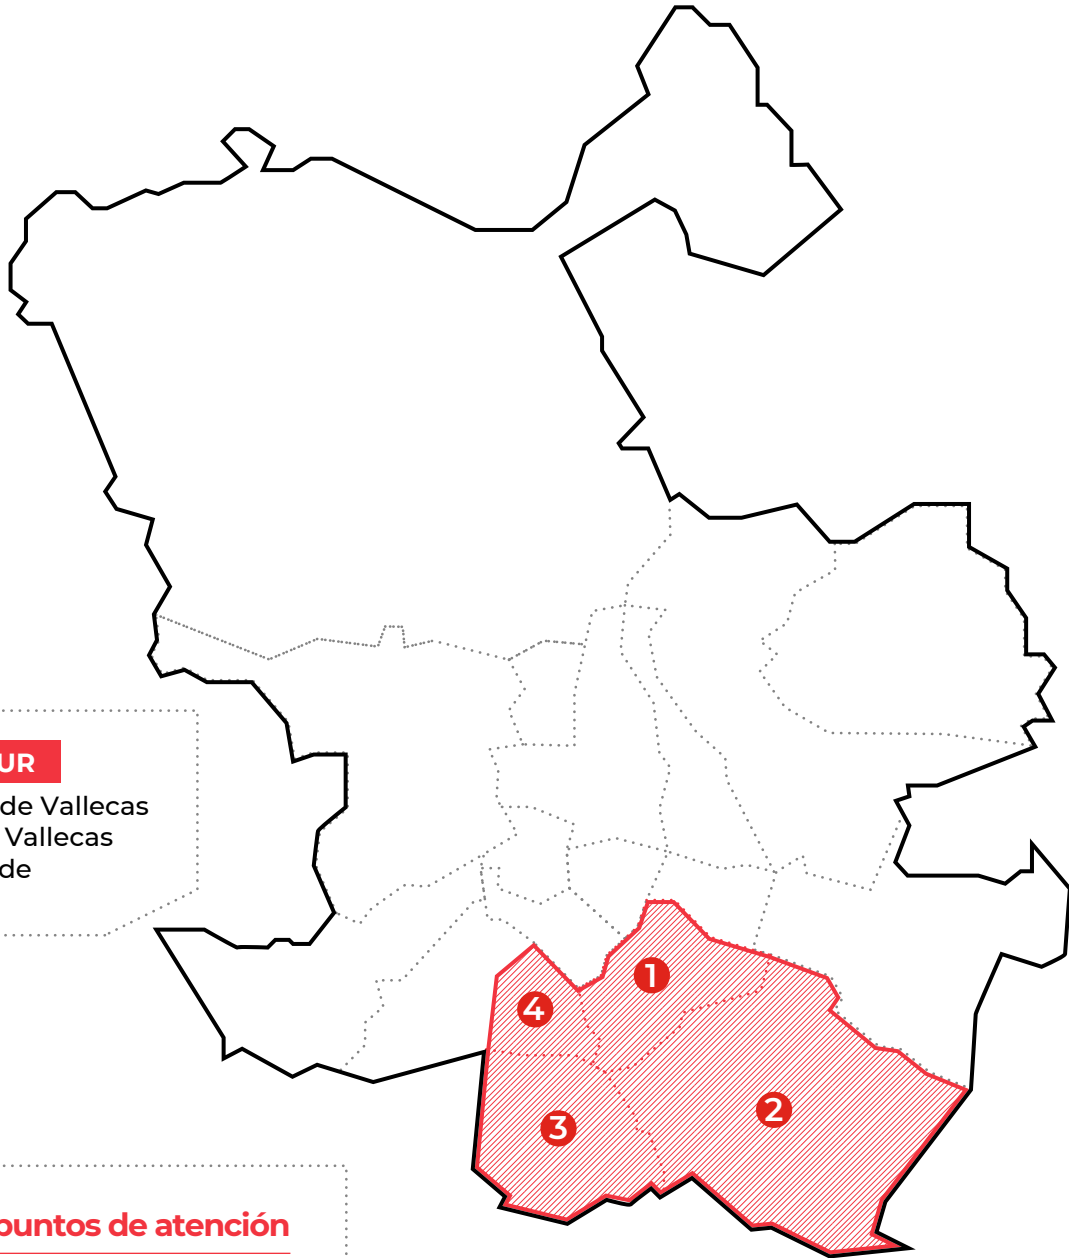 UR
de Vallecas
Vallecas
de
1
4
2
3
puntos de atención